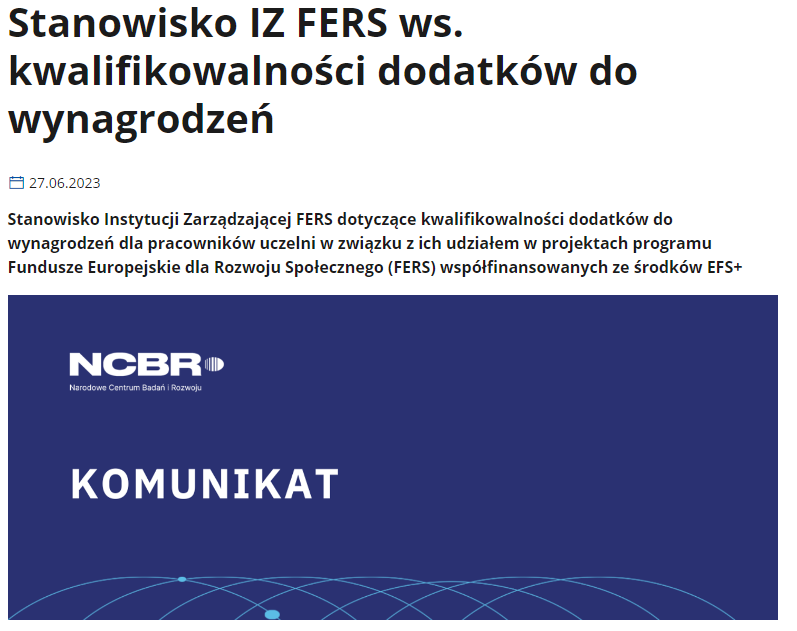 Stanowisko IZ FERS ws.
kwalifikowalności dodatków do
wynagrodzeń
27.06.2023
Stanowisko Instytucji Zarządzającej FERS dotyczące kwalifikowalności dodatków do
wynagrodzeń dla pracowników uczelni w związku z ich udziałem w projektach programu
Fundusze Europejskie dla Rozwoju Społecznego (FERS) współfinansowanych ze środków EFS+
NCBR
Narodowe Centrum Badań i Rozwoju
KOMUNIKAT